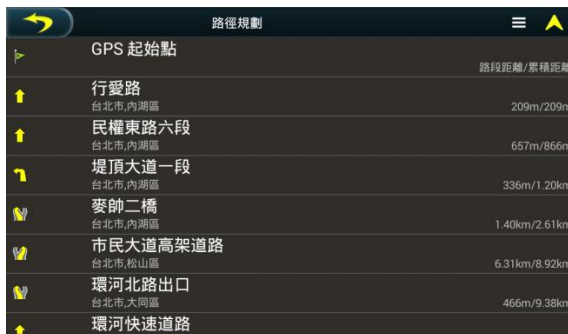 路徑規劃
GPS 起始點
路段距離/累積距離
行愛路
台北市,內湖區
209m/209m
民權東路六段
台北市,內湖區
657m/866m
堤頂大道一段
台北市,內湖區
336m/1.20km
麥帥二橋
台北市,內湖區
1.40km/2.61km
市民大道高架道路
台北市,松山區
6.31km/8.92km
環河北路出口
台北市,大同區
466m/9.38km
環河快速道路